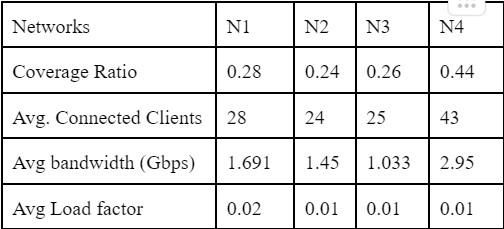 Networks N1 N2 N3 N4
Coverage Ratio 0.28 0.24 0.26 0.44
Avg. Connected Clients 28 24 25 43
Avg bandwidth (Gbps) 1.691 1.45 1.033 2.95
Avg Load factor 0.02 0.01 0.01 0.01